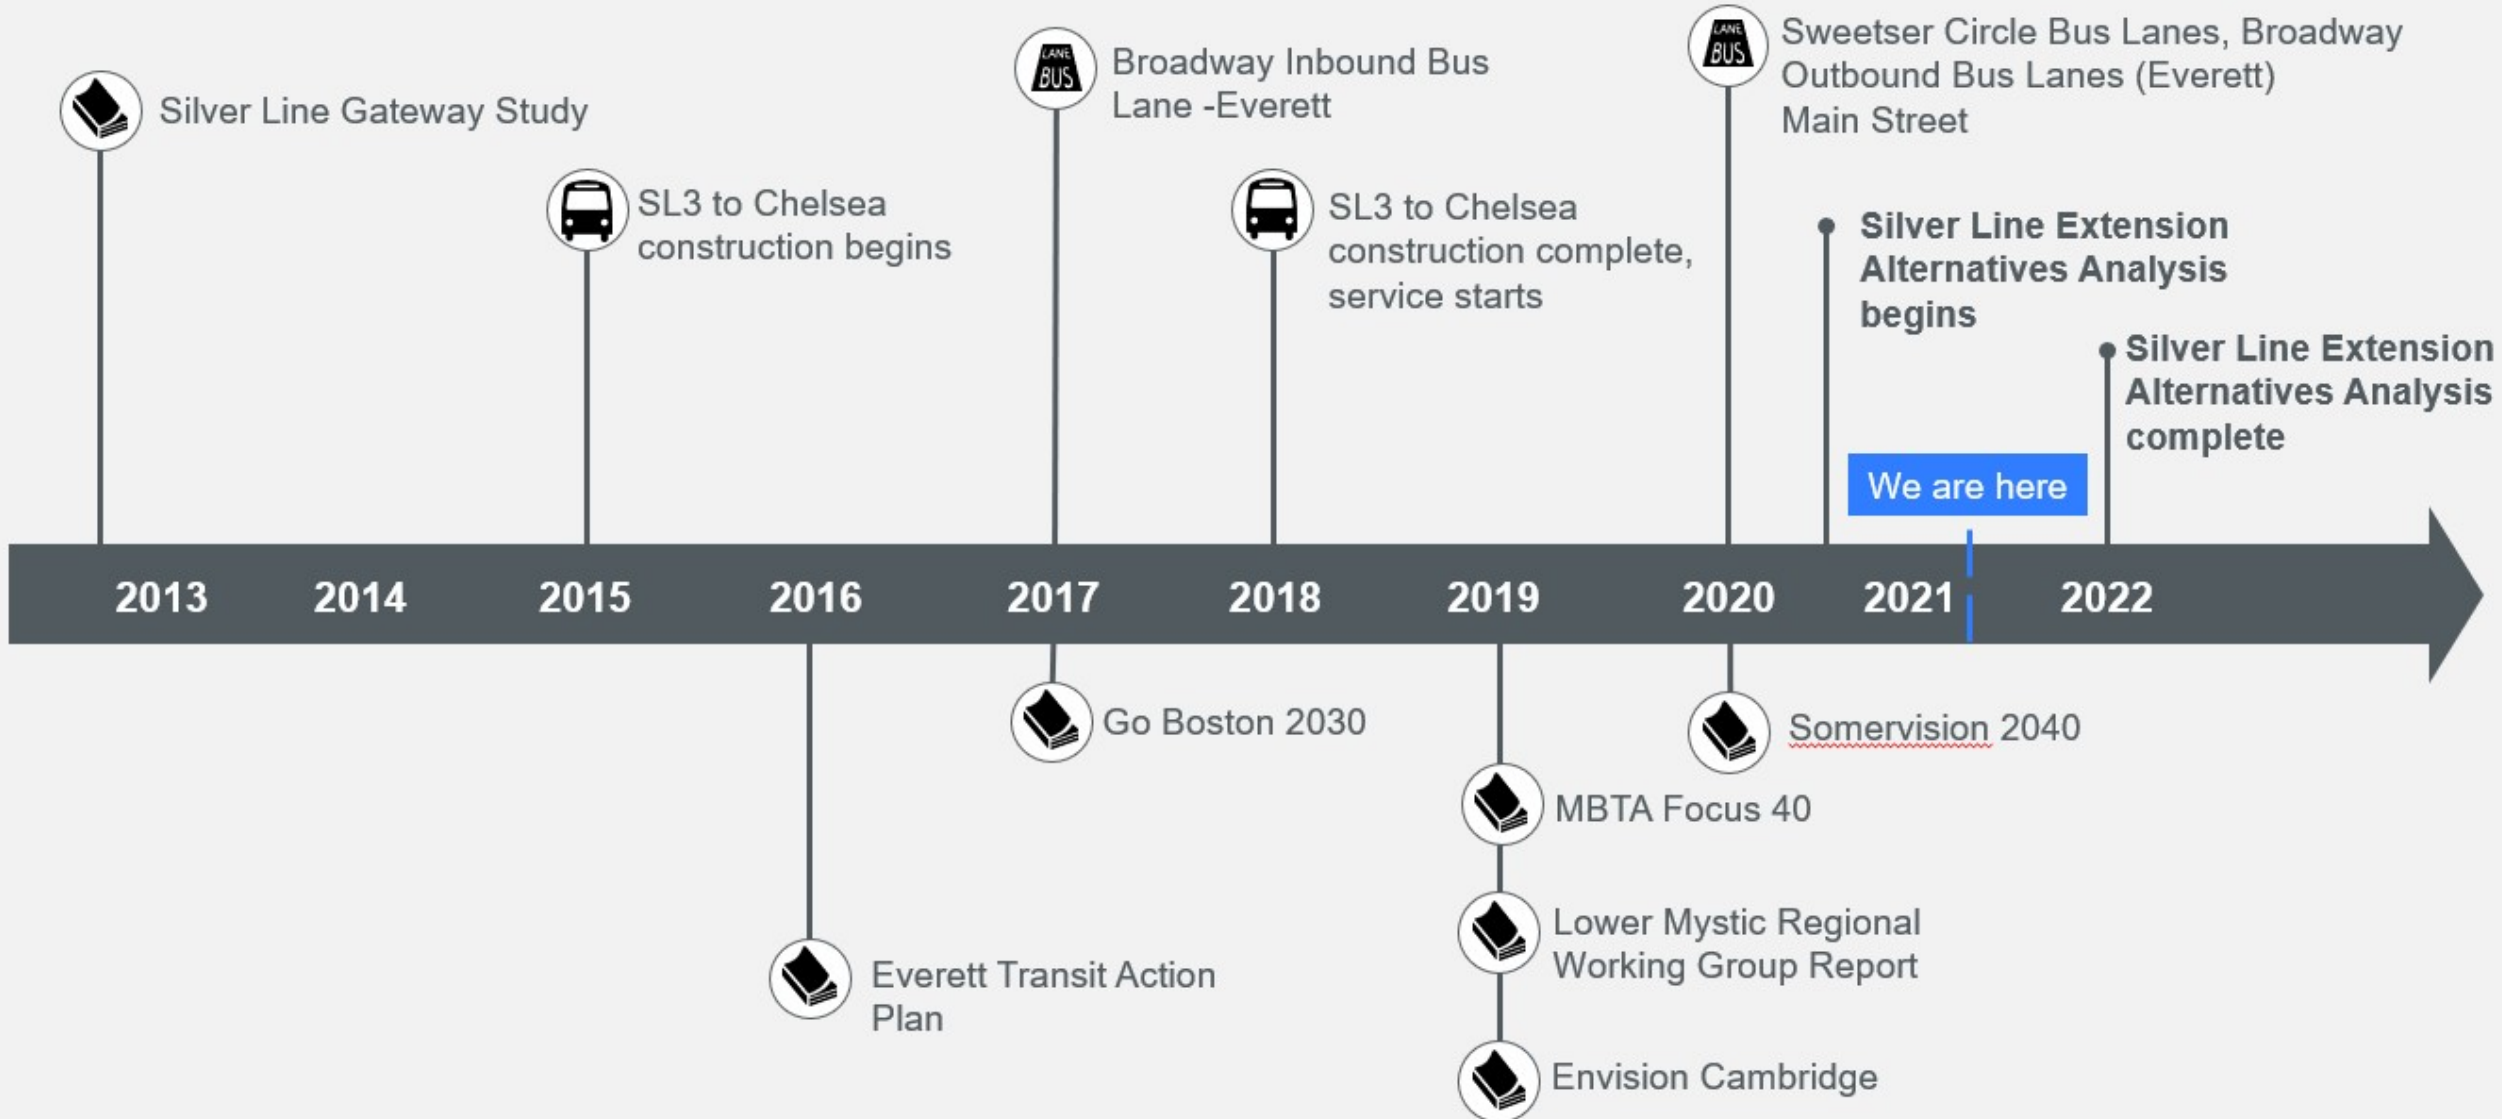 Silver Line Gateway Study
SL3 to Chelsea
construction begins
LANE
BUS
Broadway Inbound Bus
Lane -Everett
SL3 to Chelsea
construction complete,
service starts
LANE
BUS
Sweetser Circle Bus Lanes, Broadway
Outbound Bus Lanes (Everett)
Main Street
Silver Line Extension
Alternatives Analysis
begins
Silver Line Extension
Alternatives Analysis
complete
We are here
2013 2014 2015 2016 2017 2018 2019 2020 2021 2022
Everett Transit Action
Plan
Go Boston 2030
MBTA Focus 40
Lower Mystic Regional
Working Group Report
Envision Cambridge
Somervision 2040